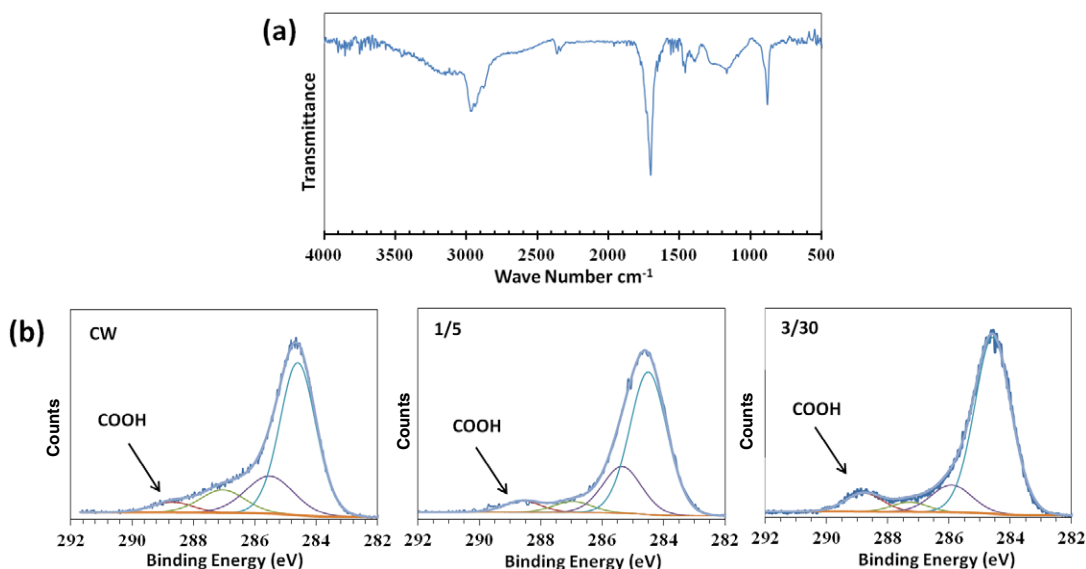 (a)
Transmittance
4000 3500 3000 2500 2000 1500 1000 500
Wave Number cm⁻¹
(b)
CW
COOH
Counts
292 290 288 286 284 282
Binding Energy (eV)
1/5
COOH
Counts
292 290 288 286 284 282
Binding Energy (eV)
3/30
COOH
Counts
292 290 288 286 284 282
Binding Energy (eV)